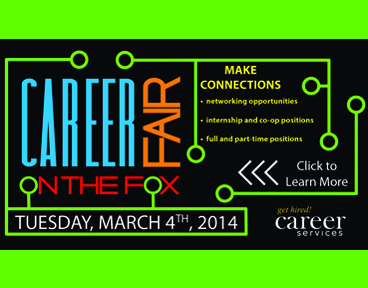 CAREER
FAIR
ON THE FOX
TUESDAY, MARCH 4TH, 2014
MAKE
CONNECTIONS
• networking opportunities
• internship and co-op positions
• full and part-time positions
<<< Click to
Learn More
get hired!
career
services